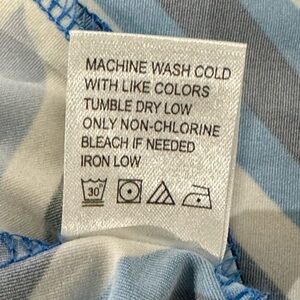 MACHINE WASH COLD
WITH LIKE COLORS
TUMBLE DRY LOW
ONLY NON-CHLORINE
BLEACH IF NEEDED
IRON LOW
30°